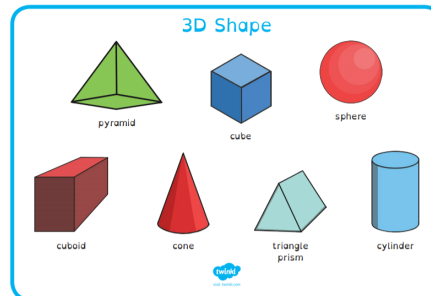 3D Shape
pyramid
cube
sphere
cuboid
cone
triangle
prism
cylinder
twinkl